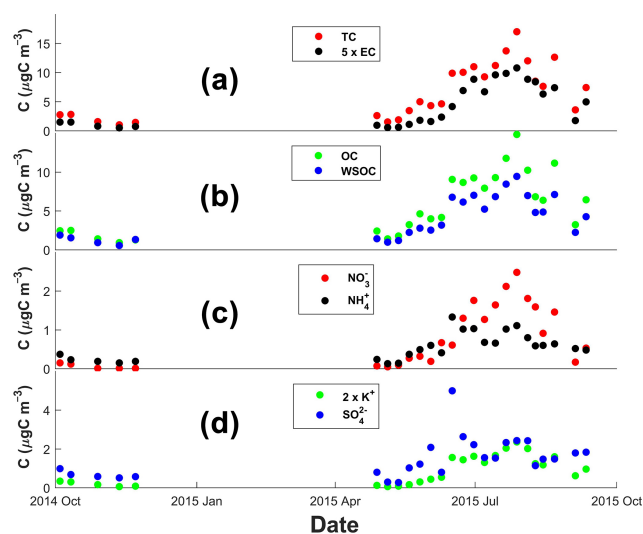 C (μgC m⁻³)
15
10
5
0
(a)
TC
5 x EC
C (μgC m⁻³)
10
5
0
(b)
OC
WSOC
C (μgC m⁻³)
2
1
0
(c)
NO₃⁻
NH₄⁺
C (μgC m⁻³)
4
2
0
(d)
2 x K⁺
SO₄²⁻
2014 Oct 2015 Jan 2015 Apr 2015 Jul 2015 Oct
Date